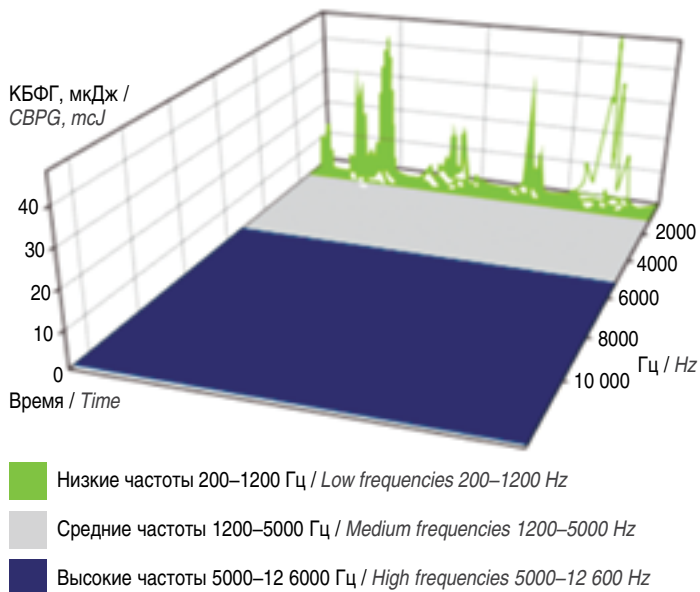 КБФГ, мкДж /
CBPG, mcJ
40
30
20
10
0
Время / Time
2000
4000
6000
8000
10 000
Гц / Hz
Низкие частоты 200–1200 Гц / Low frequencies 200–1200 Hz
Средние частоты 1200–5000 Гц / Medium frequencies 1200–5000 Hz
Высокие частоты 5000–12 6000 Гц / High frequencies 5000–12 600 Hz